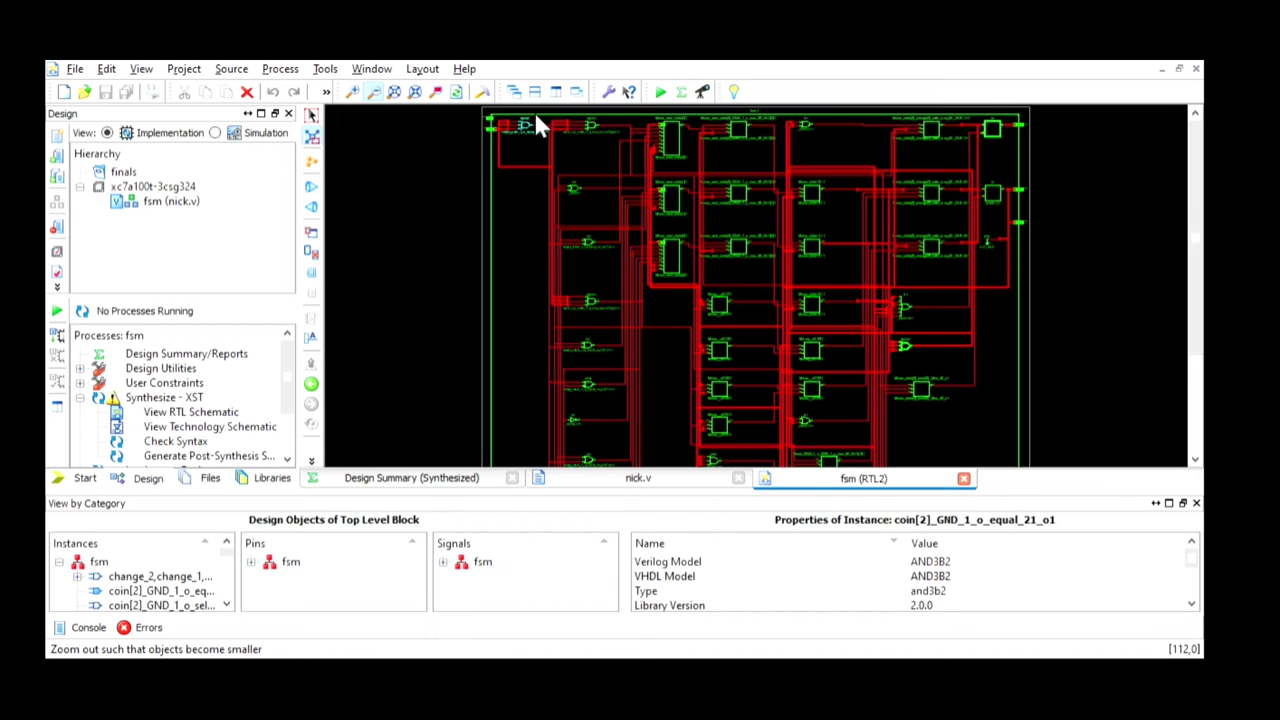 File Edit View Project Source Process Tools Window Layout Help
»
Design
View: Implementation Simulation
Hierarchy
finals
xc7a100t-3csg324
fsm (nick.v)
No Processes Running
Processes: fsm
Design Summary/Reports
Design Utilities
User Constraints
Synthesize - XST
View RTL Schematic
View Technology Schematic
Check Syntax
Generate Post-Synthesis S...
Start Design Files Libraries
Design Summary (Synthesized) nick.v fsm (RTL2)
View by Category
Design Objects of Top Level Block Properties of Instance: coin[2]_GND_1_o_equal_21_o1
Instances Pins Signals Name Value
fsm fsm fsm Verilog Model AND3B2
change_2,change_1,... VHDL Model AND3B2
coin[2]_GND_1_o_eq... Type and3b2
coin[2]_GND_1_o_sel... Library Version 2.0.0
Console Errors
Zoom out such that objects become smaller [112,0]